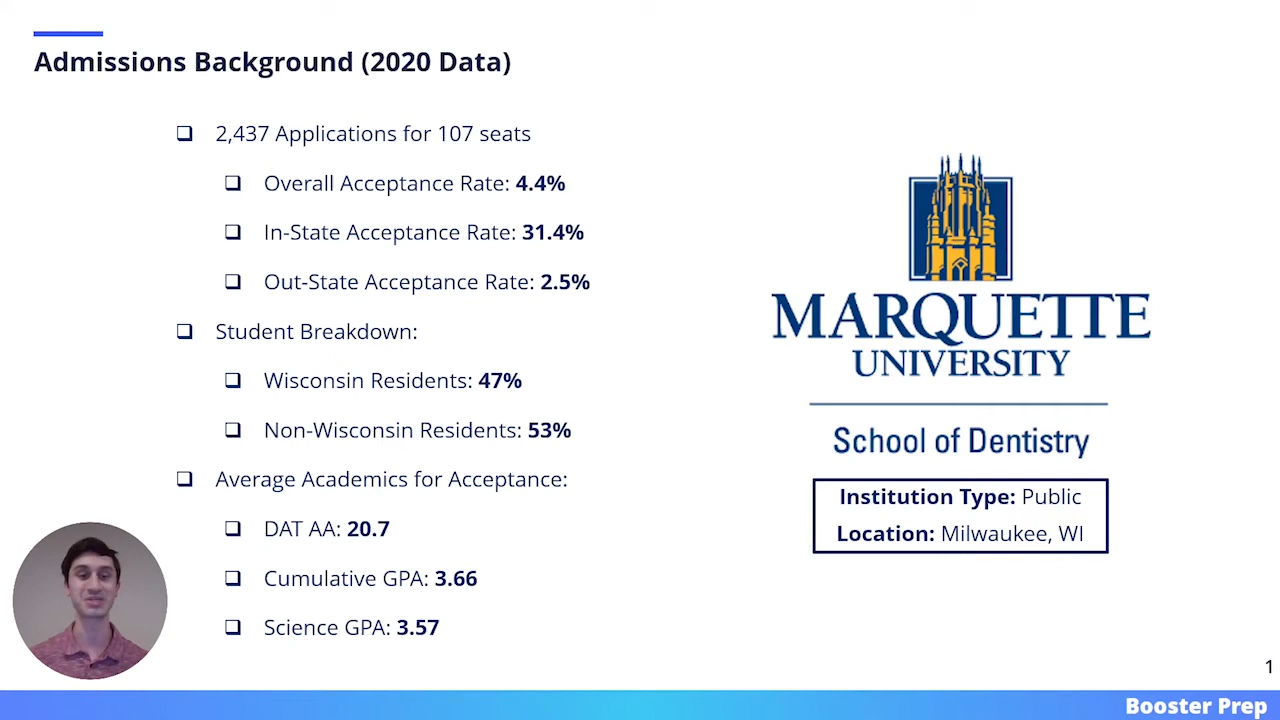 Admissions Background (2020 Data)
2,437 Applications for 107 seats
Overall Acceptance Rate: 4.4%
In-State Acceptance Rate: 31.4%
Out-State Acceptance Rate: 2.5%
Student Breakdown:
Wisconsin Residents: 47%
Non-Wisconsin Residents: 53%
Average Academics for Acceptance:
DAT AA: 20.7
Cumulative GPA: 3.66
Science GPA: 3.57
MARQUETTE
UNIVERSITY
School of Dentistry
Institution Type: Public
Location: Milwaukee, WI
1
Booster Prep